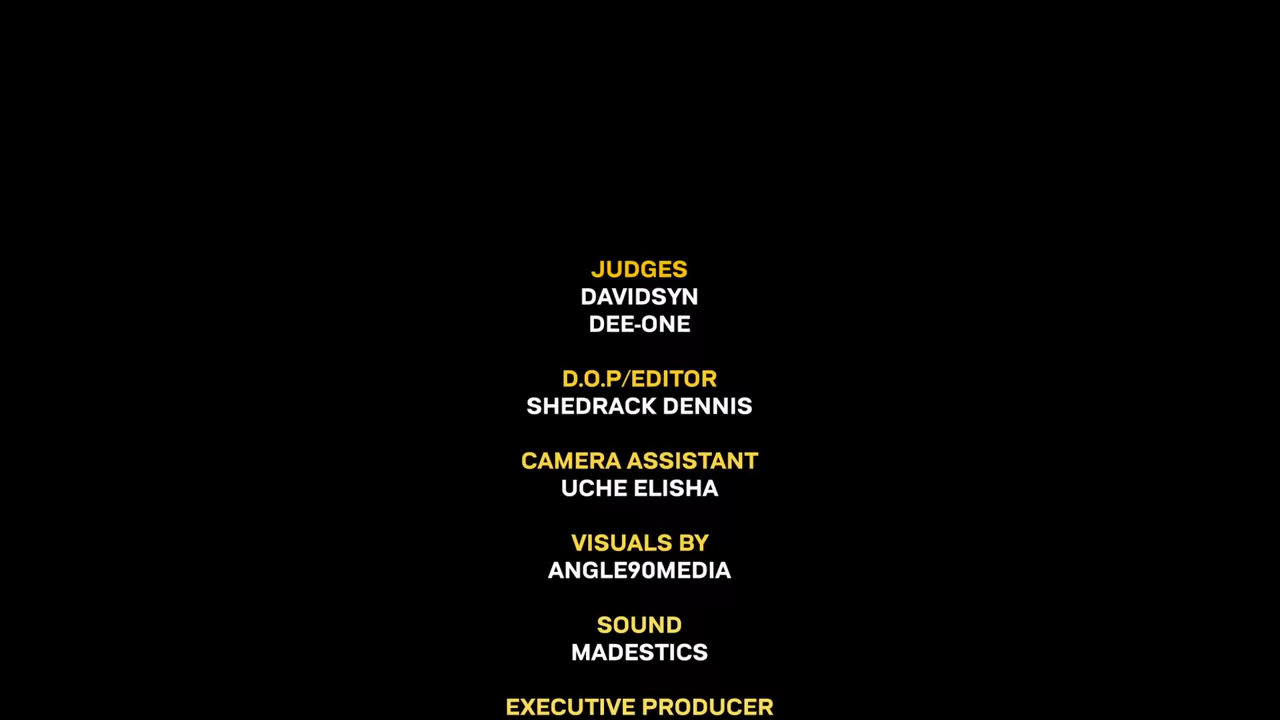 JUDGES
DAVIDSYN
DEE-ONE
D.O.P/EDITOR
SHEDRACK DENNIS
CAMERA ASSISTANT
UCHE ELISHA
VISUALS BY
ANGLE90MEDIA
SOUND
MADESTICS
EXECUTIVE PRODUCER